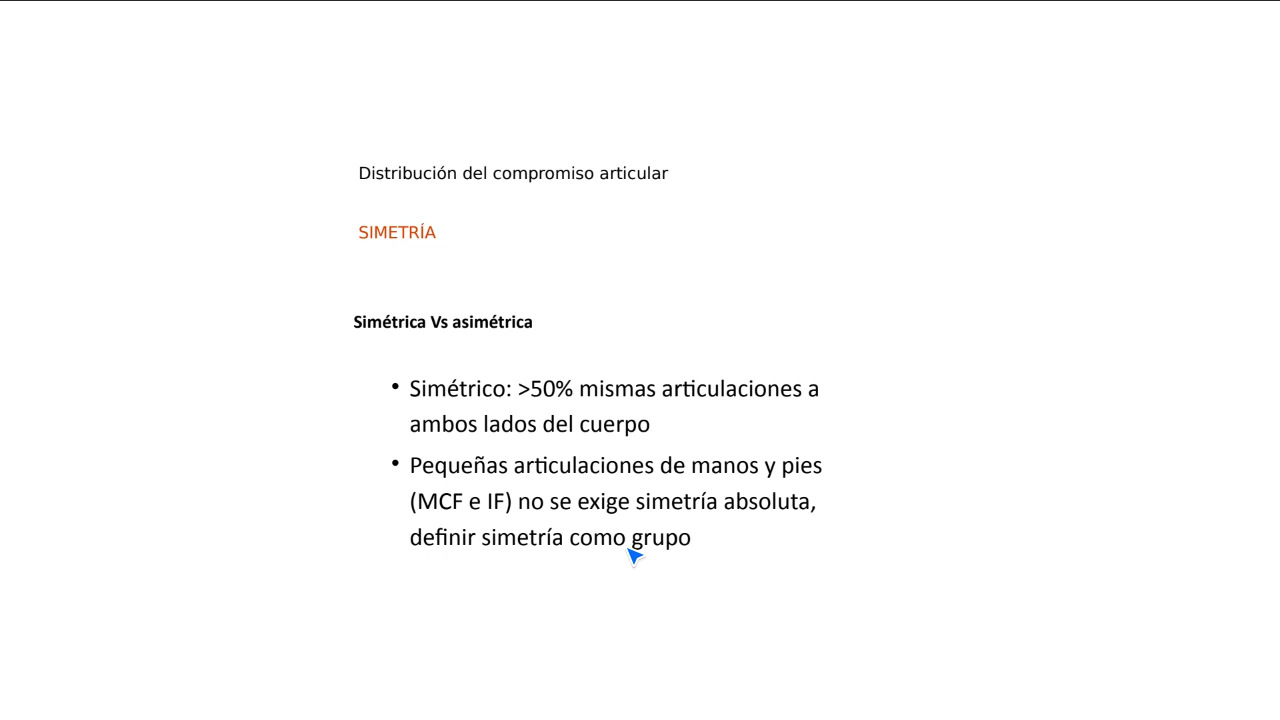 Distribución del compromiso articular
SIMETRÍA
Simétrica Vs asimétrica
• Simétrico: >50% mismas articulaciones a
ambos lados del cuerpo
• Pequeñas articulaciones de manos y pies
(MCF e IF) no se exige simetría absoluta,
definir simetría como grupo